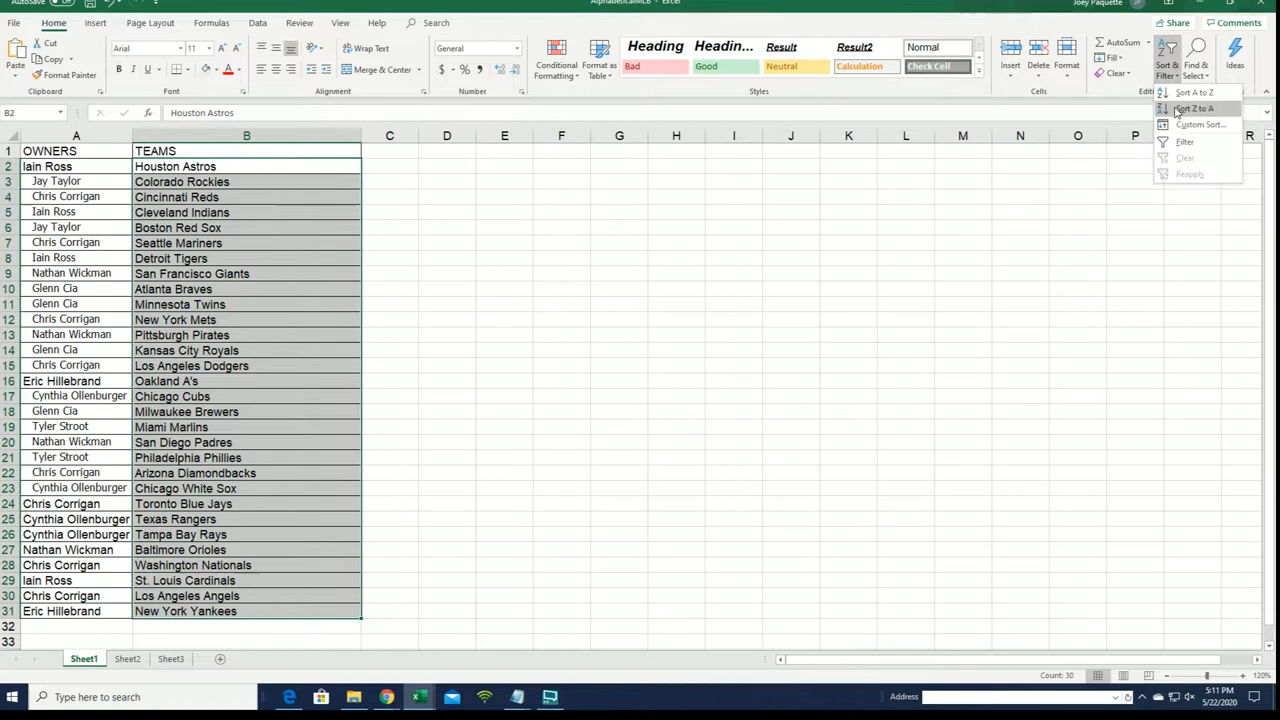 AutoSave Off AlphabeticalMLB - Excel Joey Paquette JP
File Home Insert Page Layout Formulas Data Review View Help Search Share Comments
Paste Cut Copy Format Painter Clipboard
Arial 11 A A B I U A Font
Wrap Text Merge & Center Alignment
General $ % , Number
Conditional Formatting Format as Table
Heading Headin... Result Result2 Normal
Bad Good Neutral Calculation Check Cell
Styles
Insert Delete Format Cells
AutoSum Fill Clear Sort & Filter Find & Select Ideas
Sort A to Z
Sort Z to A
Custom Sort...
Filter
Clear
Reapply
B2 fx Houston Astros
A B C D E F G H I J K L M N O P R
1 OWNERS TEAMS
2 Iain Ross Houston Astros
3 Jay Taylor Colorado Rockies
4 Chris Corrigan Cincinnati Reds
5 Iain Ross Cleveland Indians
6 Jay Taylor Boston Red Sox
7 Chris Corrigan Seattle Mariners
8 Iain Ross Detroit Tigers
9 Nathan Wickman San Francisco Giants
10 Glenn Cia Atlanta Braves
11 Glenn Cia Minnesota Twins
12 Chris Corrigan New York Mets
13 Nathan Wickman Pittsburgh Pirates
14 Glenn Cia Kansas City Royals
15 Chris Corrigan Los Angeles Dodgers
16 Eric Hillebrand Oakland A's
17 Cynthia Ollenburger Chicago Cubs
18 Glenn Cia Milwaukee Brewers
19 Tyler Stroot Miami Marlins
20 Nathan Wickman San Diego Padres
21 Tyler Stroot Philadelphia Phillies
22 Chris Corrigan Arizona Diamondbacks
23 Cynthia Ollenburger Chicago White Sox
24 Chris Corrigan Toronto Blue Jays
25 Cynthia Ollenburger Texas Rangers
26 Cynthia Ollenburger Tampa Bay Rays
27 Nathan Wickman Baltimore Orioles
28 Chris Corrigan Washington Nationals
29 Iain Ross St. Louis Cardinals
30 Chris Corrigan Los Angeles Angels
31 Eric Hillebrand New York Yankees
32
33
Sheet1 Sheet2 Sheet3
Count: 30 120%
Type here to search Address 5:11 PM
5/22/2020